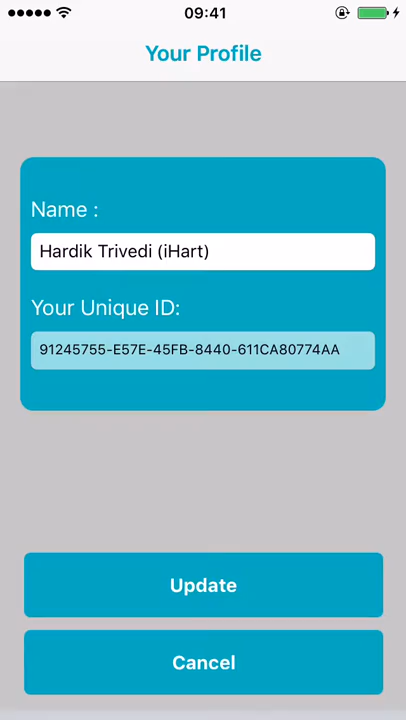 09:41
Your Profile
Name :
Hardik Trivedi (iHart)
Your Unique ID:
91245755-E57E-45FB-8440-611CA80774AA
Update
Cancel